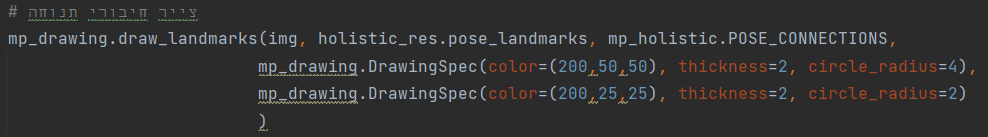 # צייר חיבורי תנוחה
mp_drawing.draw_landmarks(img, holistic_res.pose_landmarks, mp_holistic.POSE_CONNECTIONS,
mp_drawing.DrawingSpec(color=(200,50,50), thickness=2, circle_radius=4),
mp_drawing.DrawingSpec(color=(200,25,25), thickness=2, circle_radius=2)
)